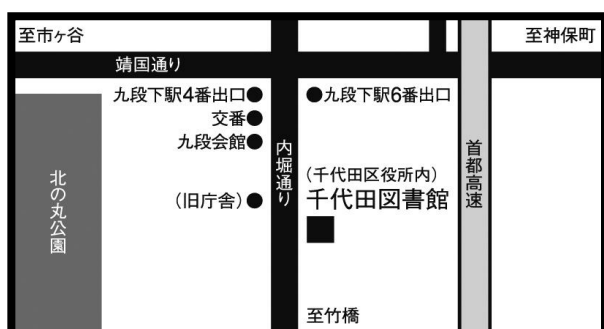 至市ヶ谷
至神保町
靖国通り
九段下駅4番出口●
●九段下駅6番出口
交番●
九段会館●
内堀通り
首都高速
北の丸公園
(千代田区役所内)
(旧庁舎)●
千代田図書館
至竹橋